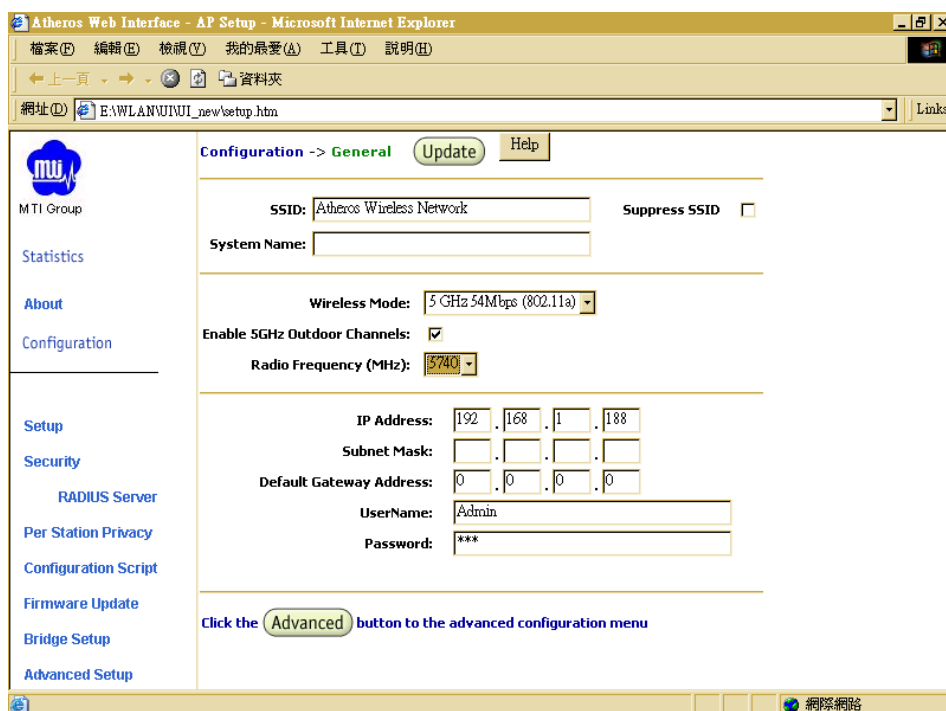 Atheros Web Interface - AP Setup - Microsoft Internet Explorer
檔案(F) 編輯(E) 檢視(V) 我的最愛(A) 工具(T) 說明(H)
上一頁 資料夾
網址(D) E:\WLAN\UI\UI_new\setup.htm Links
MTI Group
Statistics
About
Configuration
Setup
Security
RADIUS Server
Per Station Privacy
Configuration Script
Firmware Update
Bridge Setup
Advanced Setup
Configuration -> General Update Help
SSID: Atheros Wireless Network Suppress SSID
System Name:
Wireless Mode: 5 GHz 54Mbps (802.11a)
Enable 5GHz Outdoor Channels:
Radio Frequency (MHz): 5740
IP Address: 192 . 168 . 1 . 188
Subnet Mask: . . .
Default Gateway Address: 0 . 0 . 0 . 0
UserName: Admin
Password: ***
Click the Advanced button to the advanced configuration menu
網際網路